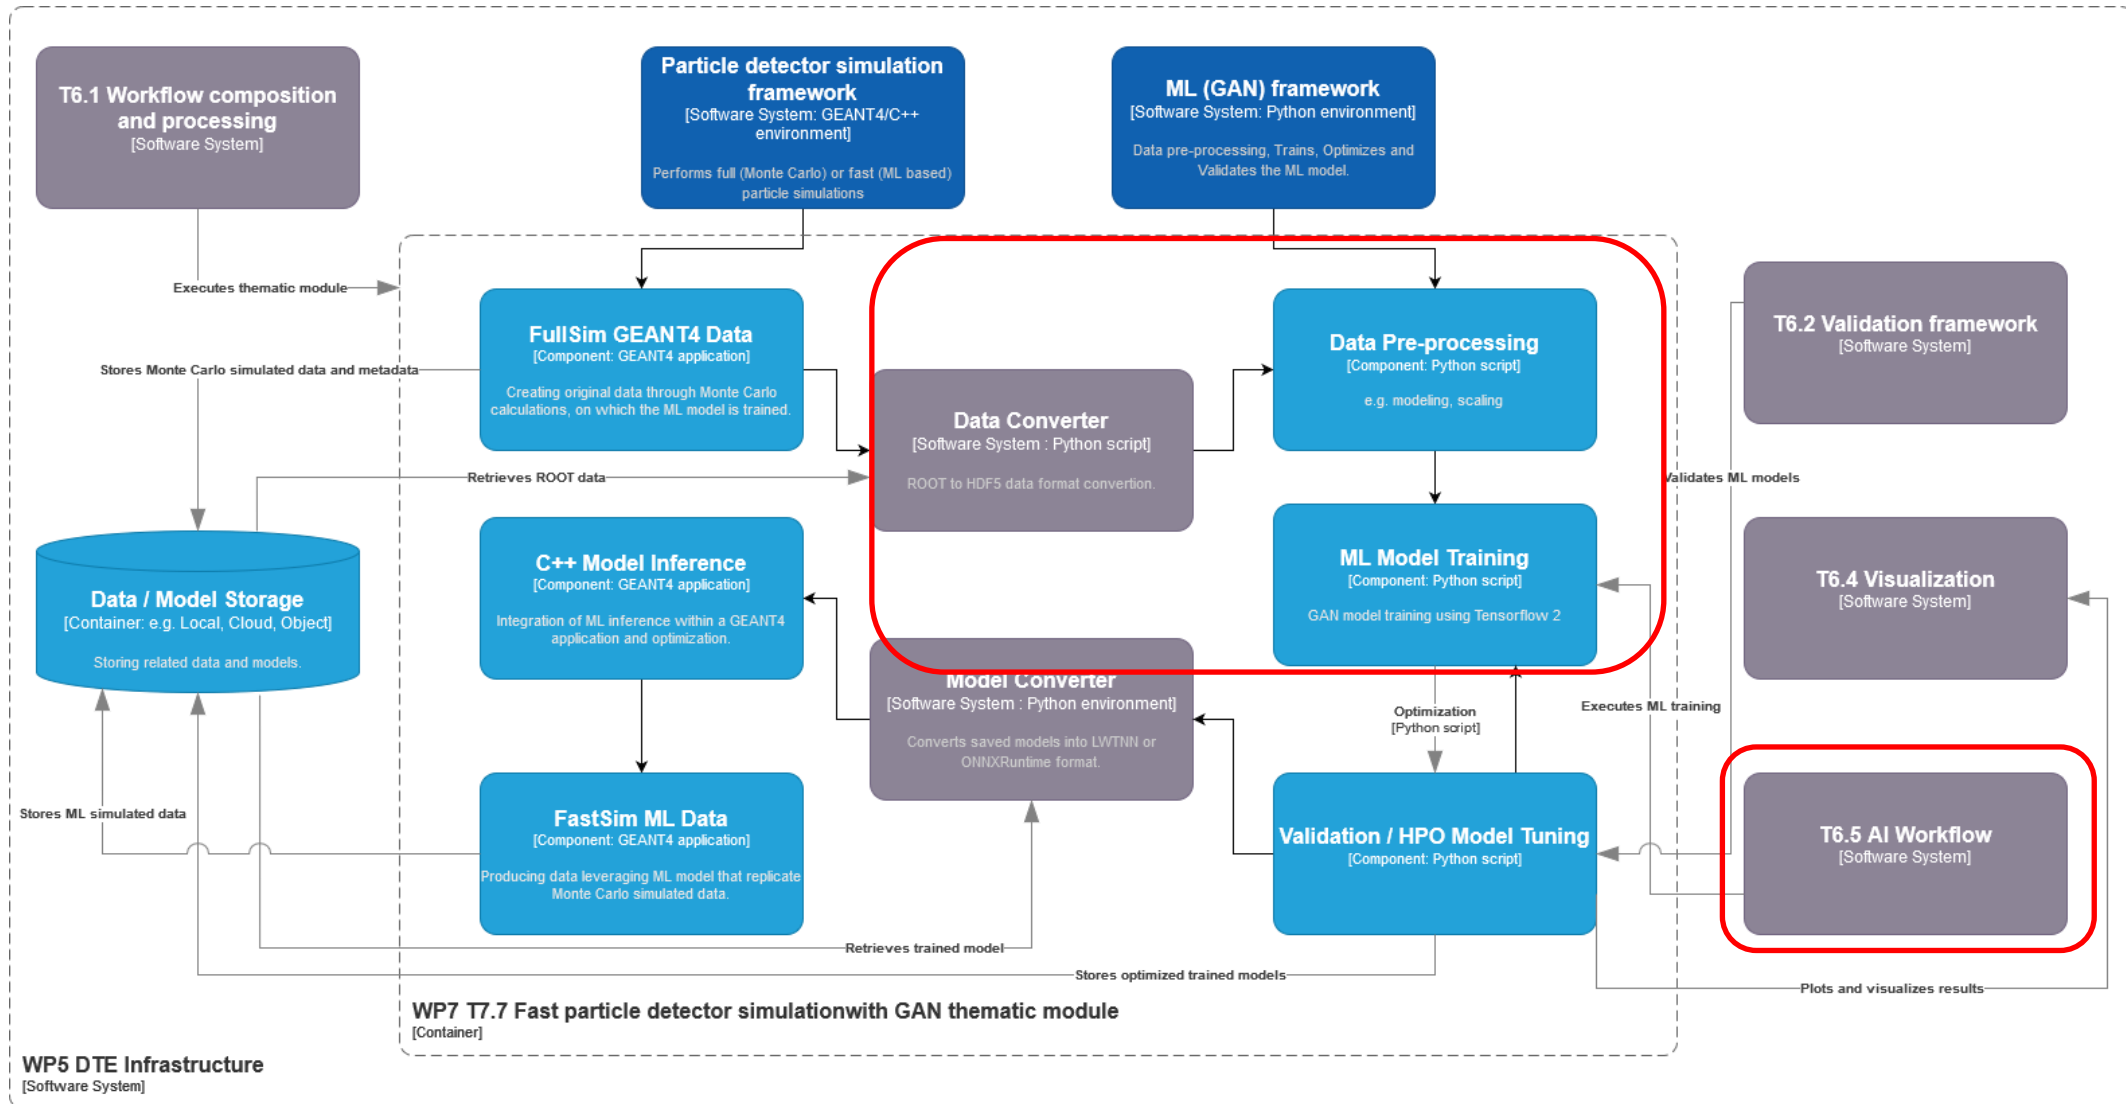 T6.1 Workflow composition
and processing
[Software System]
Particle detector simulation
framework
[Software System: GEANT4/C++
environment]
Performs full (Monte Carlo) or fast (ML based)
particle simulations
ML (GAN) framework
[Software System: Python environment]
Data pre-processing, Trains, Optimizes and
Validates the ML model.
Executes thematic module
FullSim GEANT4 Data
[Component: GEANT4 application]
Creating original data through Monte Carlo
calculations, on which the ML model is trained.
Data Pre-processing
[Component: Python script]
e.g. modeling, scaling
T6.2 Validation framework
[Software System]
Stores Monte Carlo simulated data and metadata
Data Converter
[Software System : Python script]
ROOT to HDF5 data format convertion.
Retrieves ROOT data
Validates ML models
C++ Model Inference
[Component: GEANT4 application]
Integration of ML inference within a GEANT4
application and optimization.
ML Model Training
[Component: Python script]
GAN model training using Tensorflow 2
T6.4 Visualization
[Software System]
Data / Model Storage
[Container: e.g. Local, Cloud, Object]
Storing related data and models.
Model Converter
[Software System : Python environment]
Converts saved models into LWTNN or
ONNXRuntime format.
Optimization
[Python script]
Executes ML training
Stores ML simulated data
FastSim ML Data
[Component: GEANT4 application]
Producing data leveraging ML model that replicate
Monte Carlo simulated data.
Validation / HPO Model Tuning
[Component: Python script]
T6.5 AI Workflow
[Software System]
Retrieves trained model
Stores optimized trained models
Plots and visualizes results
WP7 T7.7 Fast particle detector simulationwith GAN thematic module
[Container]
WP5 DTE Infrastructure
[Software System]